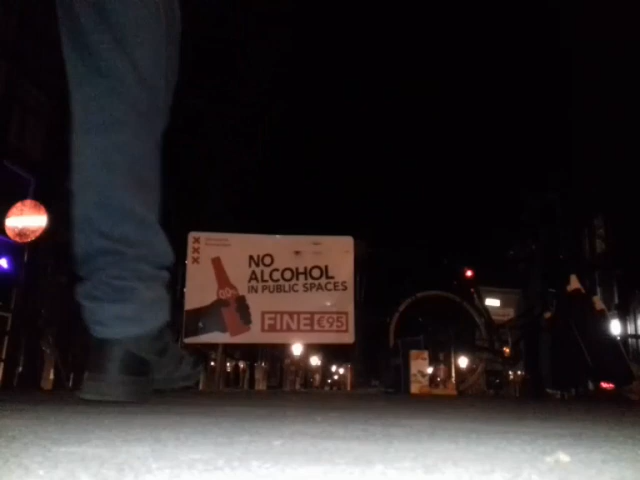 NO
ALCOHOL
IN PUBLIC SPACES
FINE €95